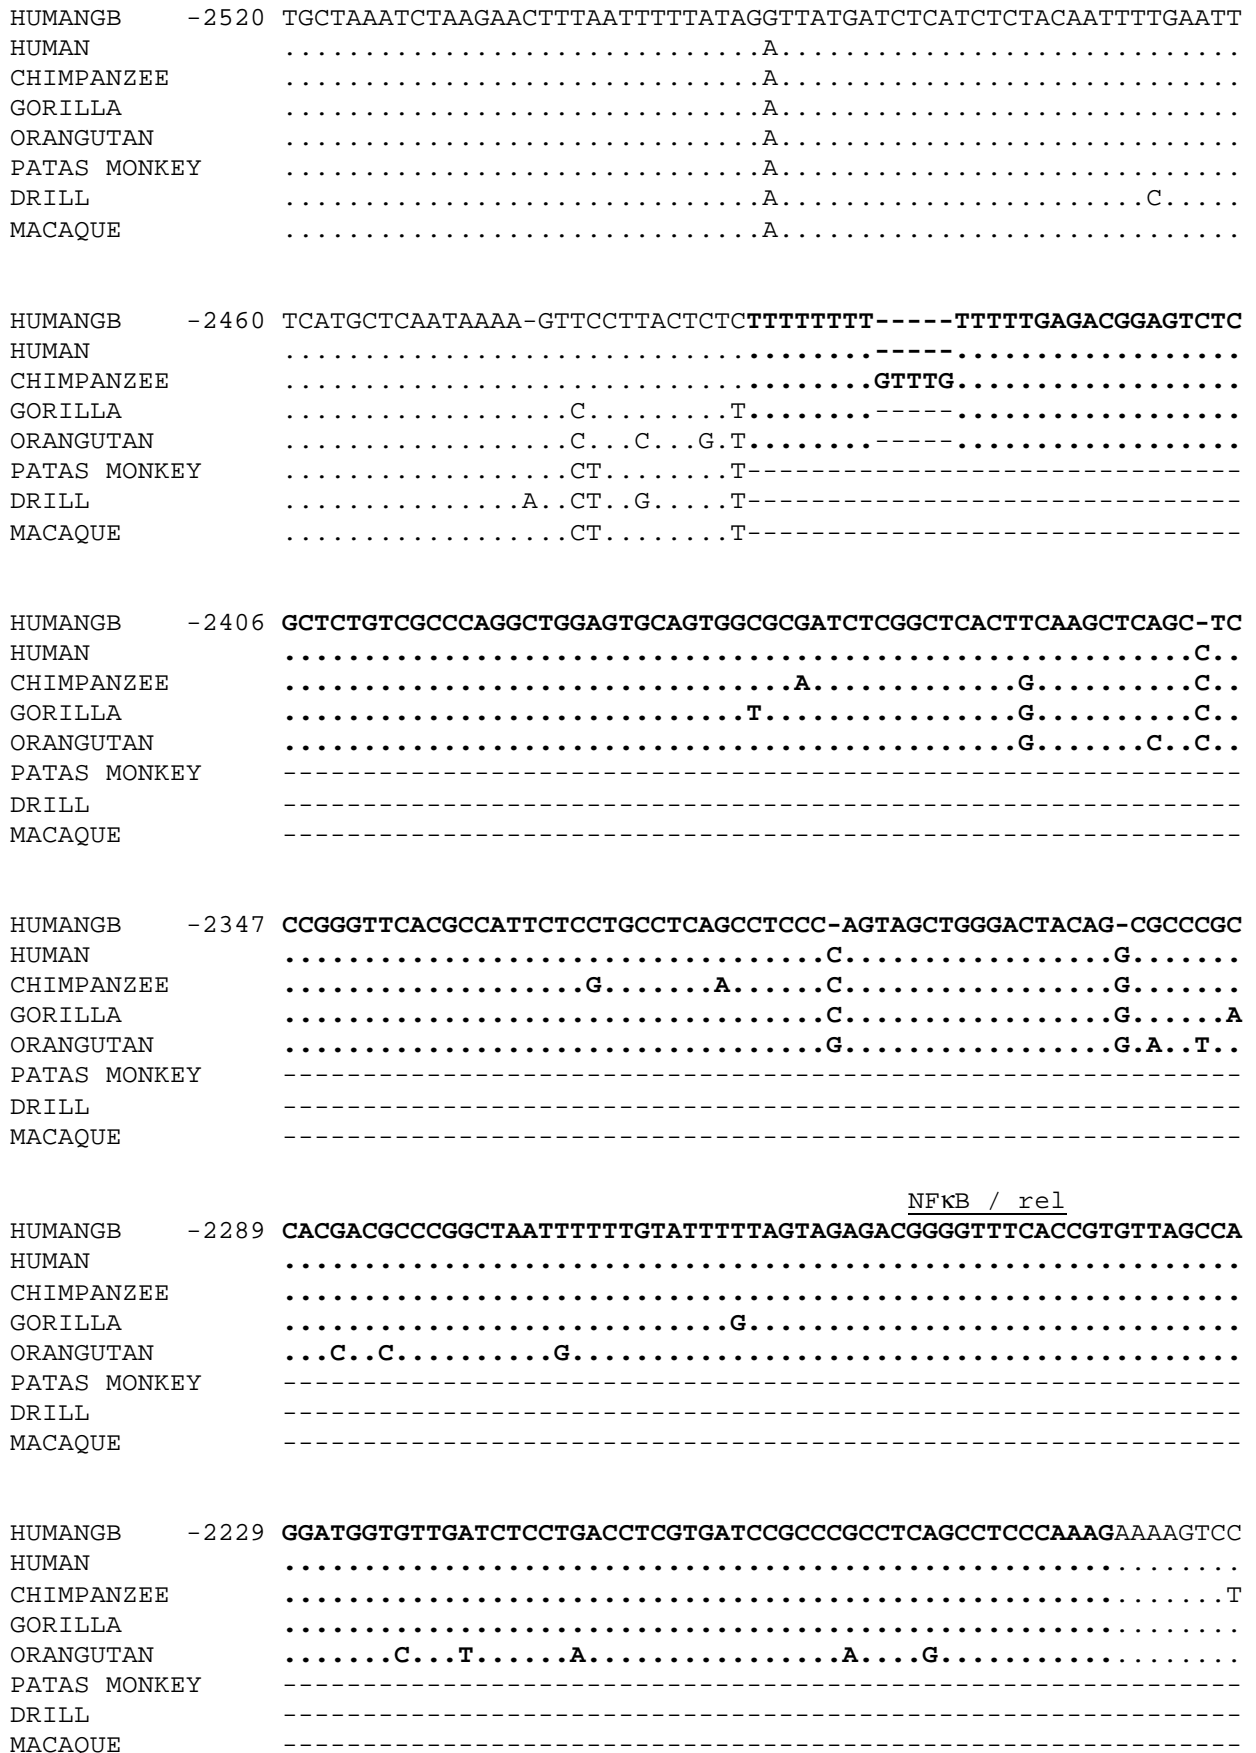 HUMANGB -2520 TGCTAAATCTAAGAACTTTAATTTTTATAGGTTATGATCTCATCTCTACAATTTTGAATT
HUMAN ..............................A.............................
CHIMPANZEE ..............................A.............................
GORILLA ..............................A.............................
ORANGUTAN ..............................A.............................
PATAS MONKEY ..............................A.............................
DRILL ..............................A.......................C.....
MACAQUE ..............................A.............................
HUMANGB -2460 TCATGCTCAATAAAA-GTTCCTTACTCTCTTTTTTTT-----TTTTTGAGACGGAGTCTC
HUMAN .....................................-----..................
CHIMPANZEE .....................................GTTTG..................
GORILLA ..................C.........T........-----..................
ORANGUTAN ..................C...C...G.T........-----..................
PATAS MONKEY ..................CT........T-------------------------------
DRILL ...............A..CT..G.....T-------------------------------
MACAQUE ..................CT........T-------------------------------
HUMANGB -2406 GCTCTGTCGCCCAGGCTGGAGTGCAGTGGCGCGATCTCGGCTCACTTCAAGCTCAGC-TC
HUMAN .........................................................C..
CHIMPANZEE ................................A.............G..........C..
GORILLA .............................T................G..........C..
ORANGUTAN ..............................................G.......C..C..
PATAS MONKEY ------------------------------------------------------------
DRILL ------------------------------------------------------------
MACAQUE ------------------------------------------------------------
HUMANGB -2347 CCGGGTTCACGCCATTCTCCTGCCTCAGCCTCCC-AGTAGCTGGGACTACAG-CGCCCGC
HUMAN ..................................C.................G.......
CHIMPANZEE ...................G.......A......C.................G.......
GORILLA ..................................C.................G......A
ORANGUTAN ..................................G.................G.A..T..
PATAS MONKEY ------------------------------------------------------------
DRILL ------------------------------------------------------------
MACAQUE ------------------------------------------------------------
NFκB / rel
HUMANGB -2289 CACGACGCCCGGCTAATTTTTTGTATTTTTAGTAGAGACGGGGTTTCACCGTGTTAGCCA
HUMAN ............................................................
CHIMPANZEE ............................................................
GORILLA ............................G...............................
ORANGUTAN ...C..C..........G..........................................
PATAS MONKEY ------------------------------------------------------------
DRILL ------------------------------------------------------------
MACAQUE ------------------------------------------------------------
HUMANGB -2229 GGATGGTGTTGATCTCCTGACCTCGTGATCCGCCCGCCTCAGCCTCCCAAAGAAAAGTCC
HUMAN ............................................................
CHIMPANZEE ...........................................................T
GORILLA ............................................................
ORANGUTAN .......C...T......A................A....G...................
PATAS MONKEY ------------------------------------------------------------
DRILL ------------------------------------------------------------
MACAQUE ------------------------------------------------------------